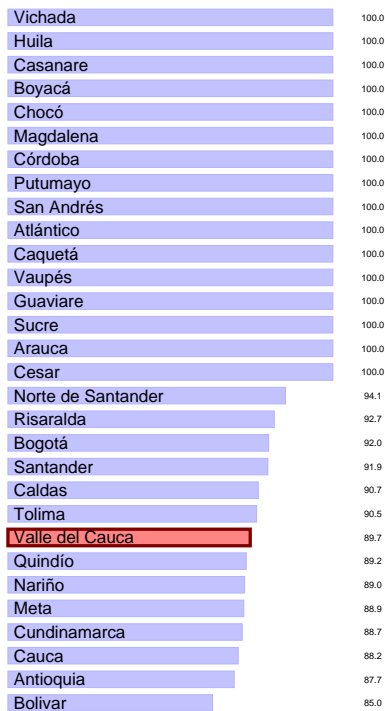 Vichada 100.0
Huila 100.0
Casanare 100.0
Boyacá 100.0
Chocó 100.0
Magdalena 100.0
Córdoba 100.0
Putumayo 100.0
San Andrés 100.0
Atlántico 100.0
Caquetá 100.0
Vaupés 100.0
Guaviare 100.0
Sucre 100.0
Arauca 100.0
Cesar 100.0
Norte de Santander 94.1
Risaralda 92.7
Bogotá 92.0
Santander 91.9
Caldas 90.7
Tolima 90.5
Valle del Cauca 89.7
Quindío 89.2
Nariño 89.0
Meta 88.9
Cundinamarca 88.7
Cauca 88.2
Antioquia 87.7
Bolivar 85.0